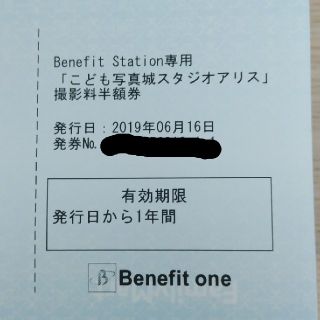 Benefit Station専用
「こども写真城スタジオアリス」
撮影料半額券
発行日：2019年06月16日
発券No.
有効期限
発行日から1年間
Benefit one